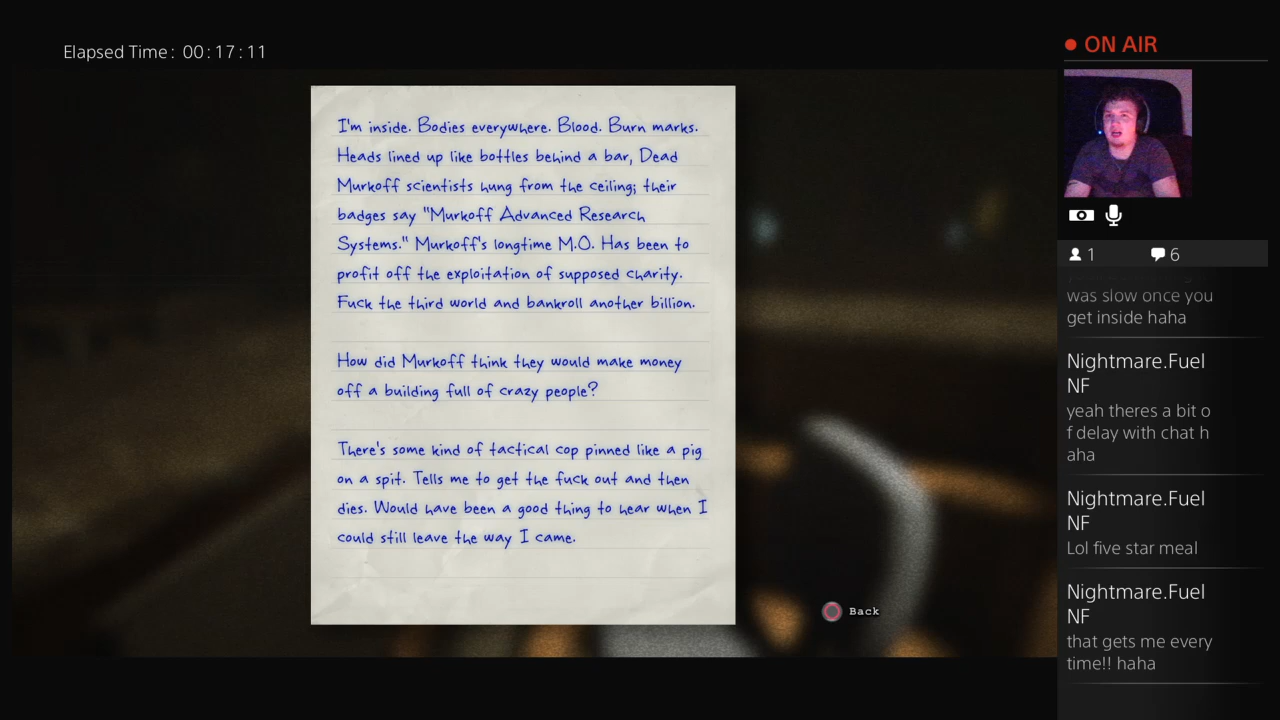 Elapsed Time: 00:17:11
I'm inside. Bodies everywhere. Blood. Burn marks.
Heads lined up like bottles behind a bar, Dead
Murkoff scientists hung from the ceiling; their
badges say "Murkoff Advanced Research
Systems." Murkoff's longtime M.O. Has been to
profit off the exploitation of supposed charity.
Fuck the third world and bankroll another billion.
How did Murkoff think they would make money
off a building full of crazy people?
There's some kind of tactical cop pinned like a pig
on a spit. Tells me to get the fuck out and then
dies. Would have been a good thing to hear when I
could still leave the way I came.
Back
ON AIR
1
6
was slow once you
get inside haha
Nightmare.Fuel
NF
yeah theres a bit o
f delay with chat h
aha
Nightmare.Fuel
NF
Lol five star meal
Nightmare.Fuel
NF
that gets me every
time!! haha